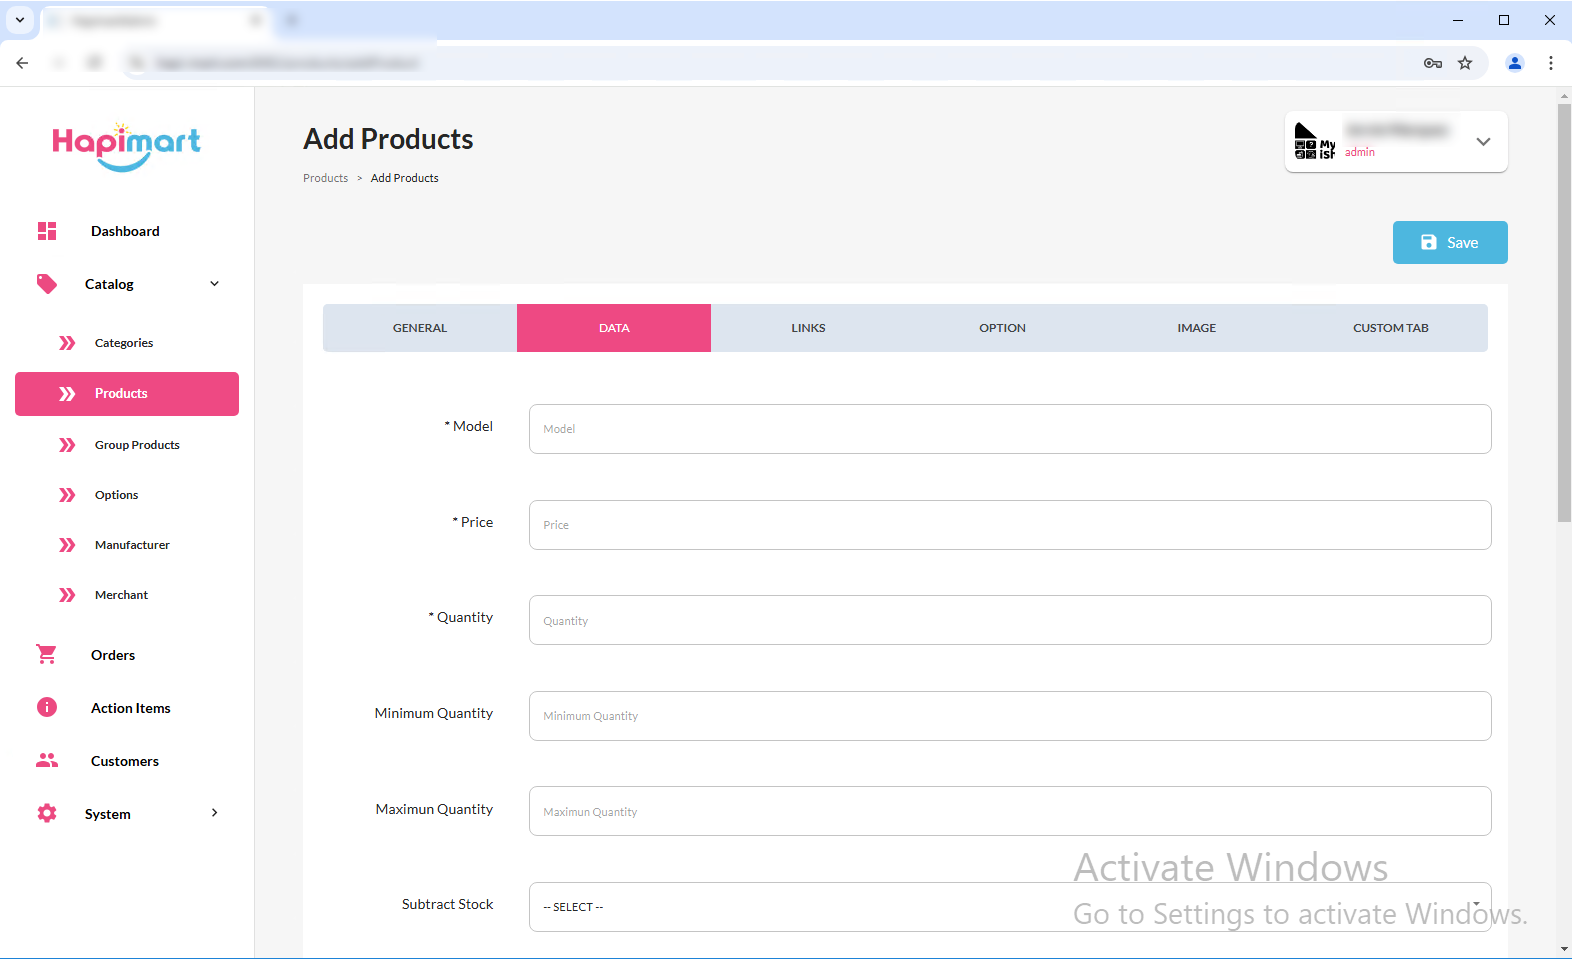 Hapimart
Dashboard
Catalog
Categories
Products
Group Products
Options
Manufacturer
Merchant
Orders
Action Items
Customers
System
Add Products
Products > Add Products
My
ish
admin
Save
GENERAL DATA LINKS OPTION IMAGE CUSTOM TAB
* Model Model
* Price Price
* Quantity Quantity
Minimum Quantity Minimum Quantity
Maximun Quantity Maximun Quantity
Subtract Stock -- SELECT --
Activate Windows
Go to Settings to activate Windows.